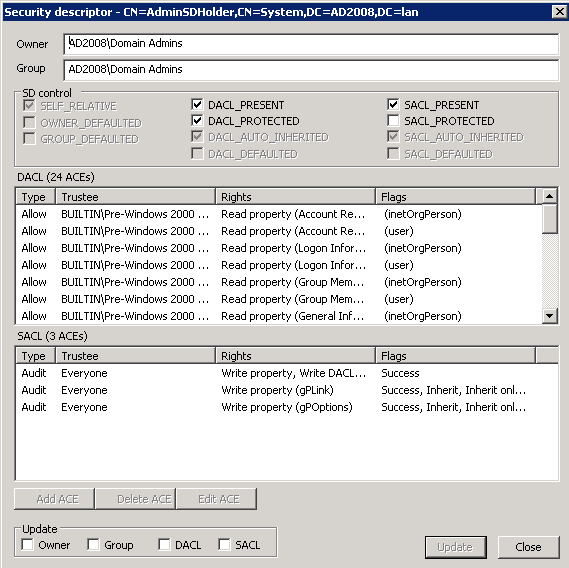 Security descriptor - CN=AdminSDHolder,CN=System,DC=AD2008,DC=lan
Owner AD2008\Domain Admins
Group AD2008\Domain Admins
SD control
SELF_RELATIVE DACL_PRESENT SACL_PRESENT
OWNER_DEFAULTED DACL_PROTECTED SACL_PROTECTED
GROUP_DEFAULTED DACL_AUTO_INHERITED SACL_AUTO_INHERITED
DACL_DEFAULTED SACL_DEFAULTED
DACL (24 ACEs)
Type Trustee Rights Flags
Allow BUILTIN\Pre-Windows 2000 ... Read property (Account Re... (inetOrgPerson)
Allow BUILTIN\Pre-Windows 2000 ... Read property (Account Re... (user)
Allow BUILTIN\Pre-Windows 2000 ... Read property (Logon Infor... (inetOrgPerson)
Allow BUILTIN\Pre-Windows 2000 ... Read property (Logon Infor... (user)
Allow BUILTIN\Pre-Windows 2000 ... Read property (Group Mem... (inetOrgPerson)
Allow BUILTIN\Pre-Windows 2000 ... Read property (Group Mem... (user)
Allow BUILTIN\Pre-Windows 2000 ... Read property (General Inf... (inetOrgPerson)
SACL (3 ACEs)
Type Trustee Rights Flags
Audit Everyone Write property, Write DACL... Success
Audit Everyone Write property (gPLink) Success, Inherit, Inherit onl...
Audit Everyone Write property (gPOptions) Success, Inherit, Inherit onl...
Add ACE Delete ACE Edit ACE
Update
Owner Group DACL SACL Update Close